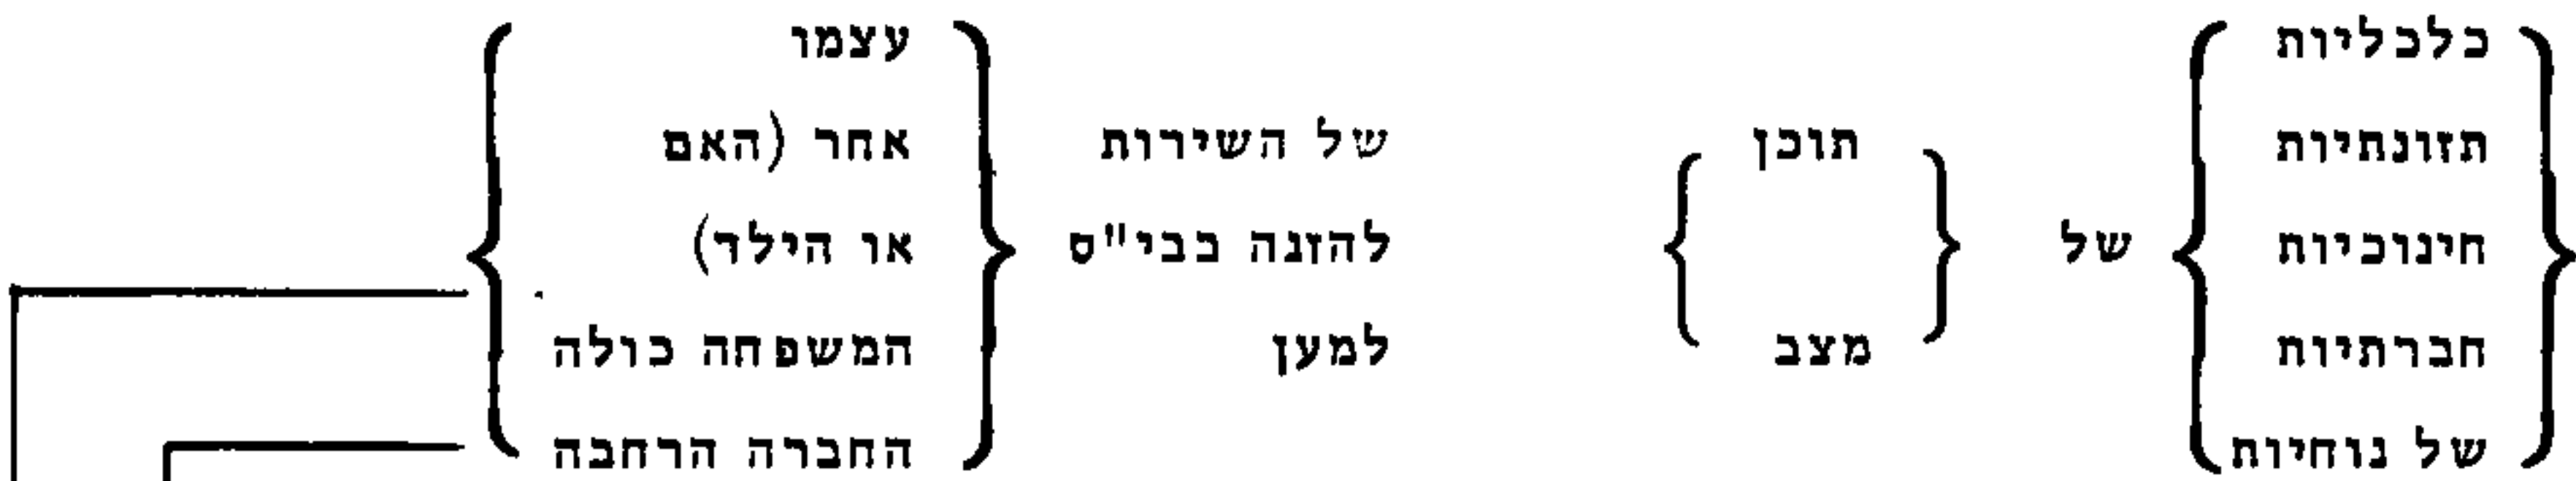 כלכליות
תזונתיות
חינוכיות
חברתיות
של נוחיות
של
תוכן
מצב
של השירות
להזנה בבי"ס
למען
עצמו
אחר (האם
או הילד)
המשפחה כולה
החברה הרחבה